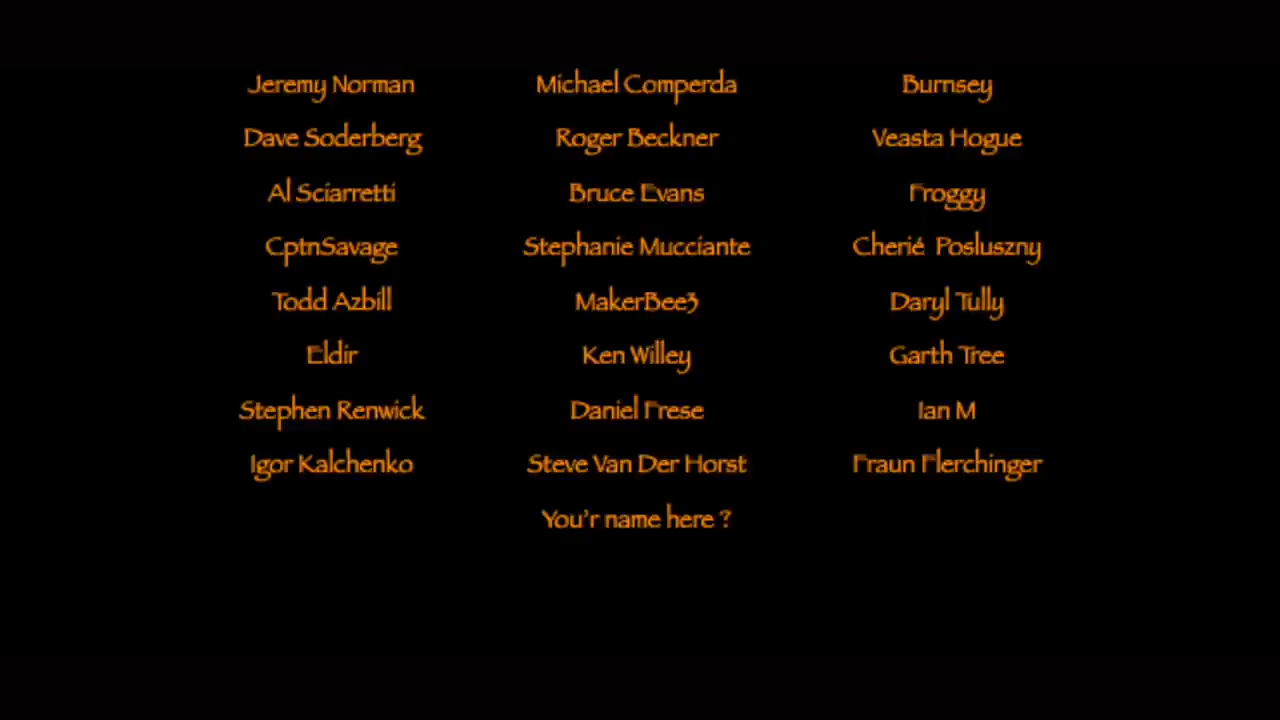 Jeremy Norman Michael Comperda Burnsey
Dave Soderberg Roger Beckner Veasta Hogue
Al Sciarretti Bruce Evans Froggy
CptnSavage Stephanie Mucciante Cherié Posluszny
Todd Azbill MakerBee3 Daryl Tully
Eldir Ken Willey Garth Tree
Stephen Renwick Daniel Frese Ian M
Igor Kalchenko Steve Van Der Horst Fraun Flerchinger
You'r name here ?